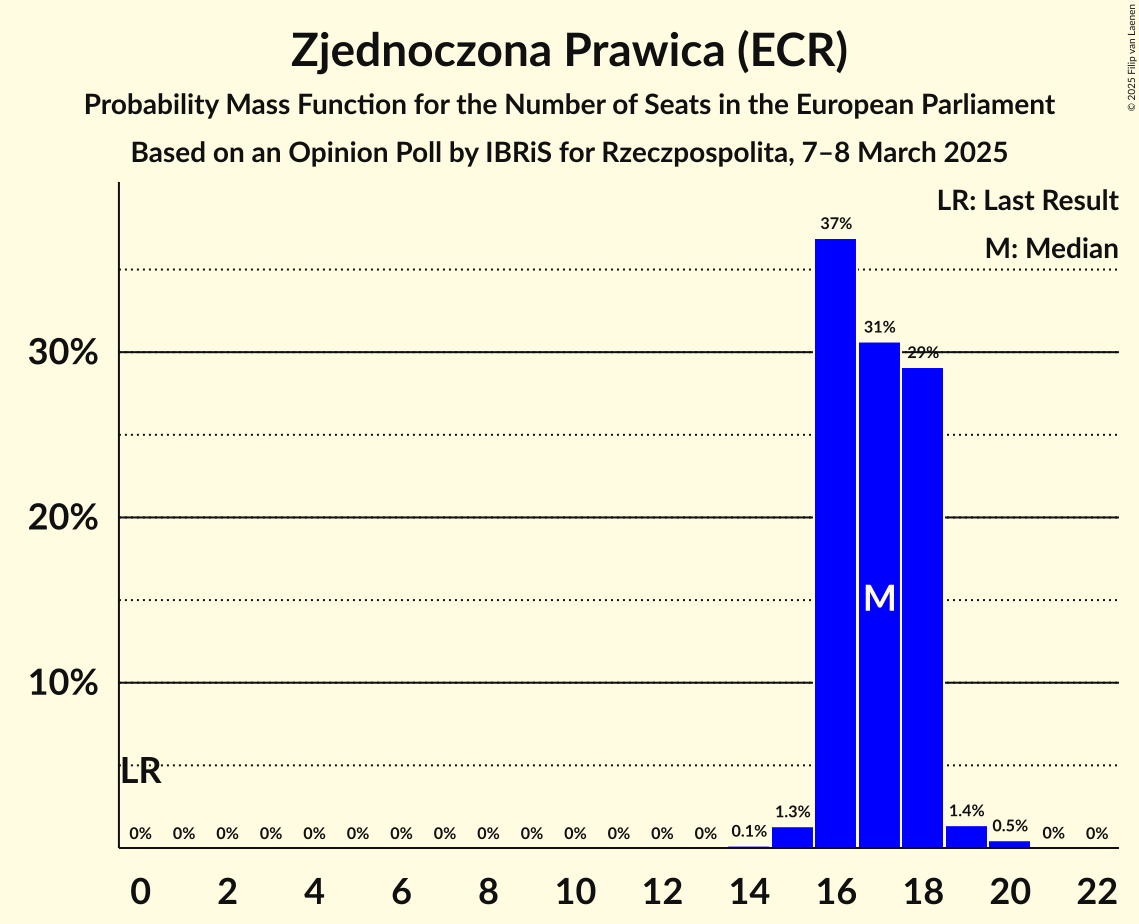 Zjednoczona Prawica (ECR)
Probability Mass Function for the Number of Seats in the European Parliament
Based on an Opinion Poll by IBRiS for Rzeczpospolita, 7–8 March 2025
© 2025 Filip van Laenen
LR: Last Result
M: Median
30%
20%
10%
LR
M
0% 0% 0% 0% 0% 0% 0% 0% 0% 0% 0% 0% 0% 0% 0.1% 1.3% 37% 31% 29% 1.4% 0.5% 0% 0%
0 2 4 6 8 10 12 14 16 18 20 22